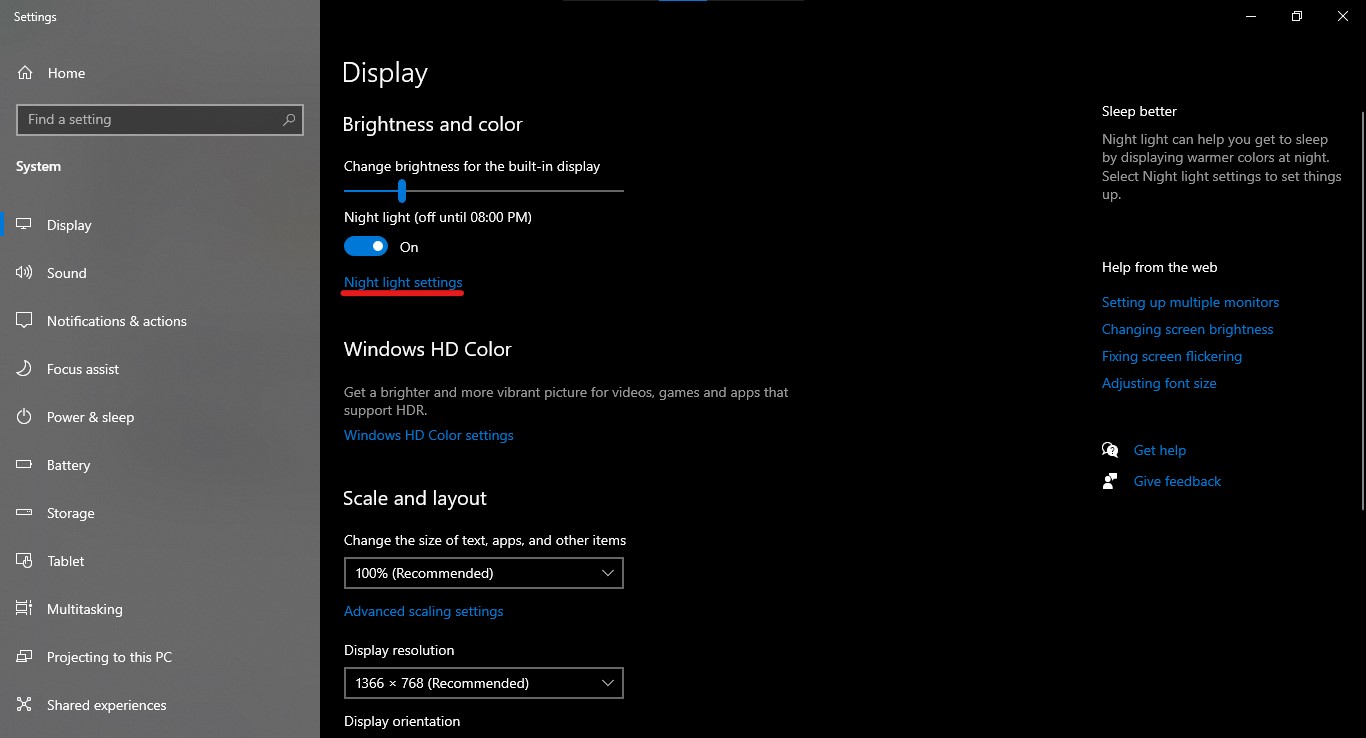 Settings
Home
Find a setting
System
Display
Sound
Notifications & actions
Focus assist
Power & sleep
Battery
Storage
Tablet
Multitasking
Projecting to this PC
Shared experiences
Display
Brightness and color
Change brightness for the built-in display
Night light (off until 08:00 PM)
On
Night light settings
Windows HD Color
Get a brighter and more vibrant picture for videos, games and apps that
support HDR.
Windows HD Color settings
Scale and layout
Change the size of text, apps, and other items
100% (Recommended)
Advanced scaling settings
Display resolution
1366 × 768 (Recommended)
Display orientation
Sleep better
Night light can help you get to sleep
by displaying warmer colors at night.
Select Night light settings to set things
up.
Help from the web
Setting up multiple monitors
Changing screen brightness
Fixing screen flickering
Adjusting font size
Get help
Give feedback